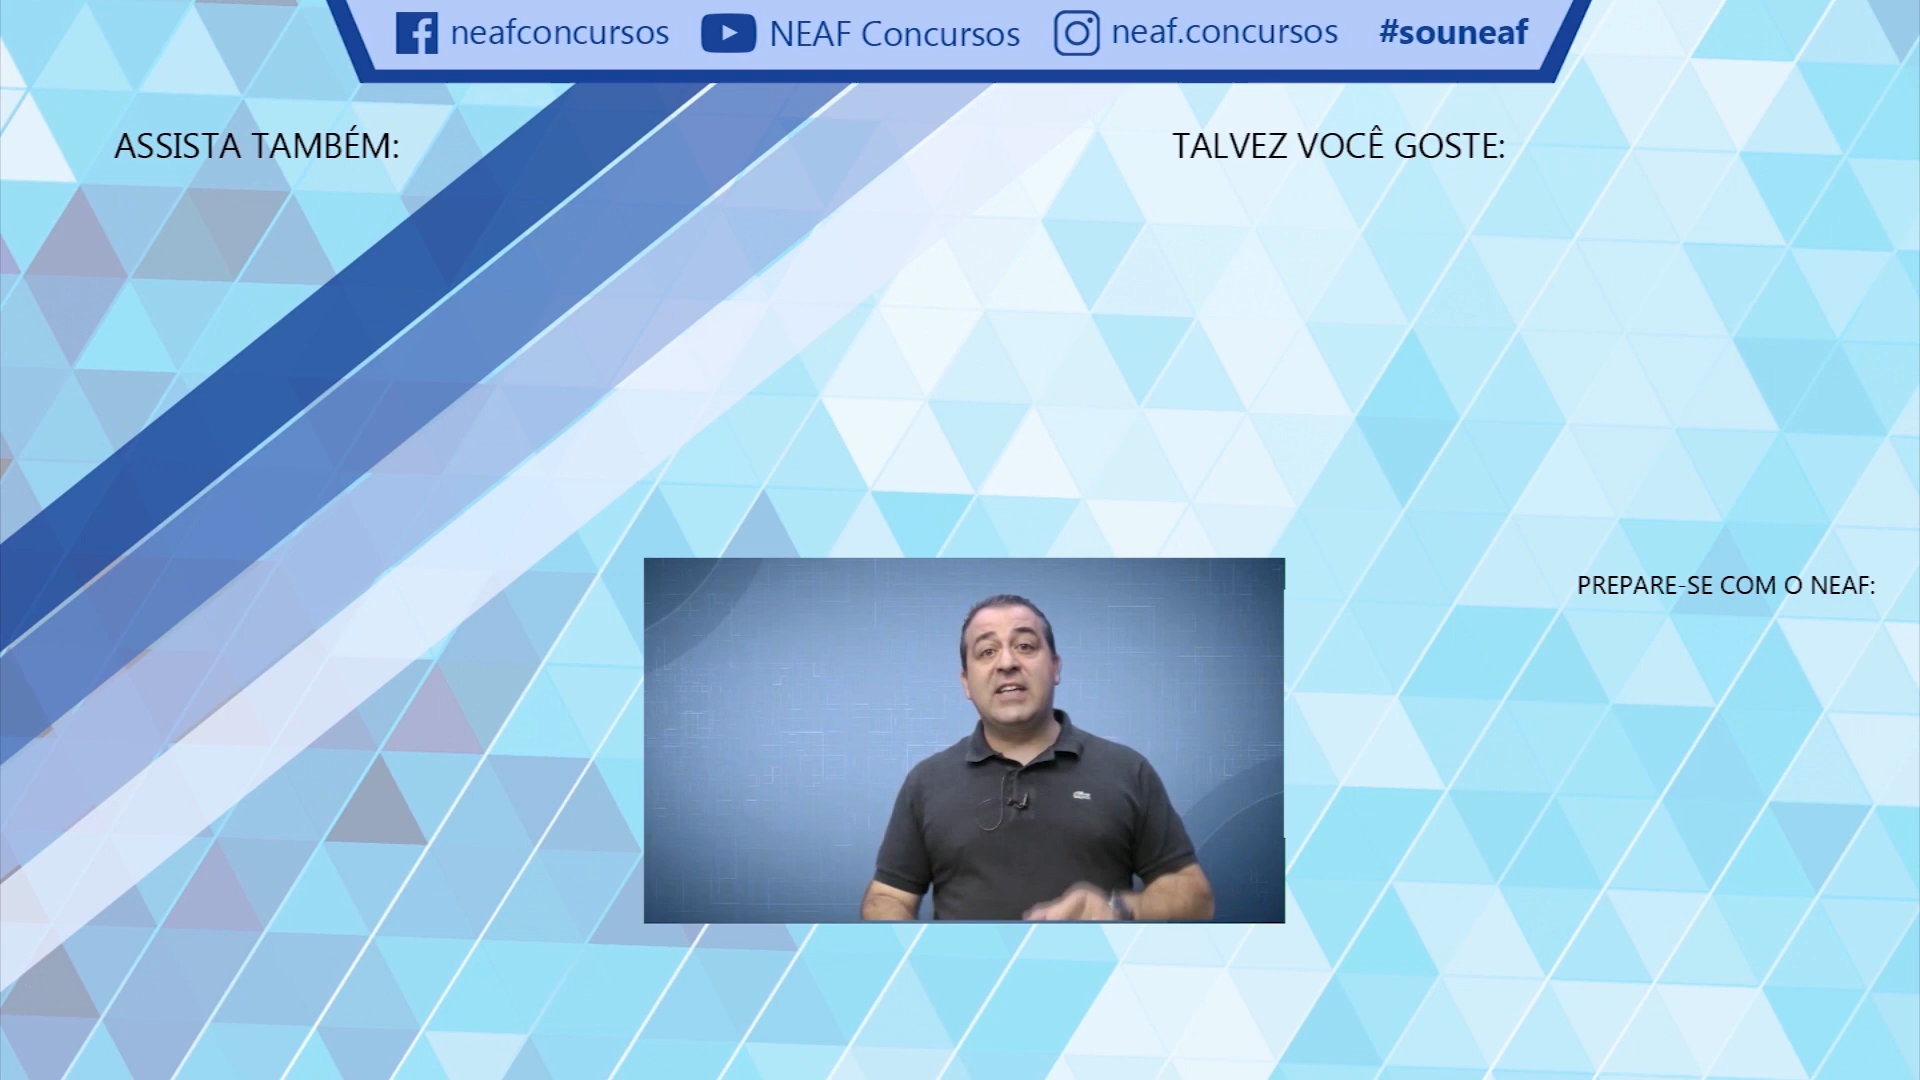 neafconcursos NEAF Concursos neaf.concursos #souneaf
ASSISTA TAMBÉM:
TALVEZ VOCÊ GOSTE:
PREPARE-SE COM O NEAF: